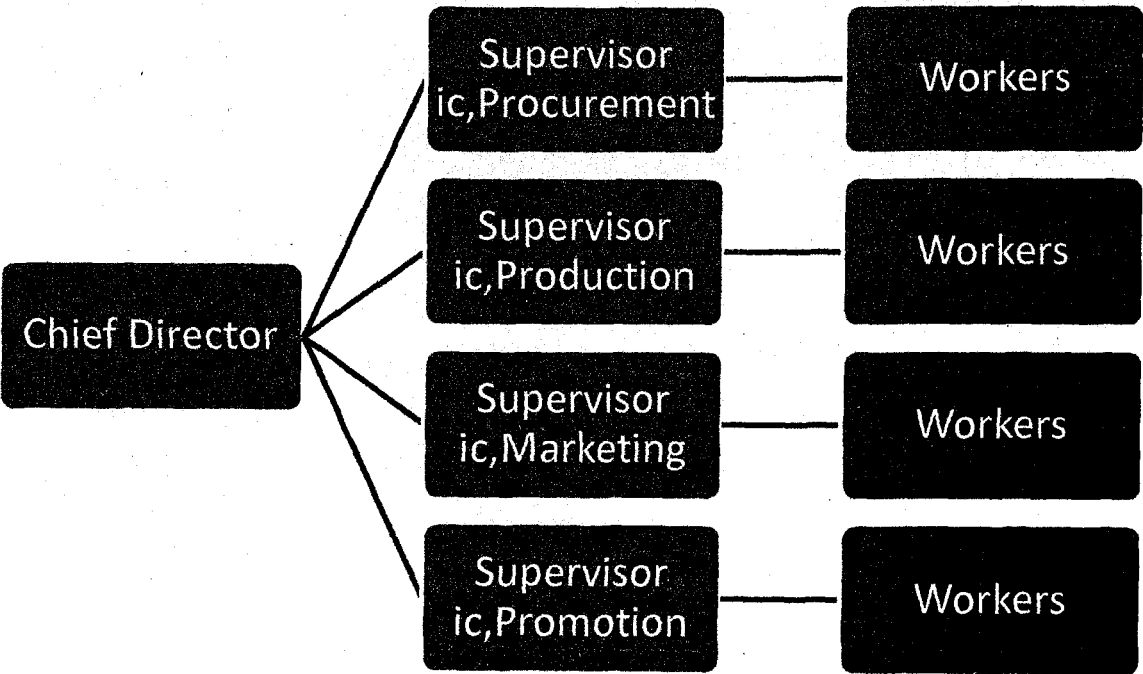 Supervisor
ic,Procurement
Workers
Supervisor
ic,Production
Workers
Chief Director
Supervisor
ic,Marketing
Workers
Supervisor
ic,Promotion
Workers